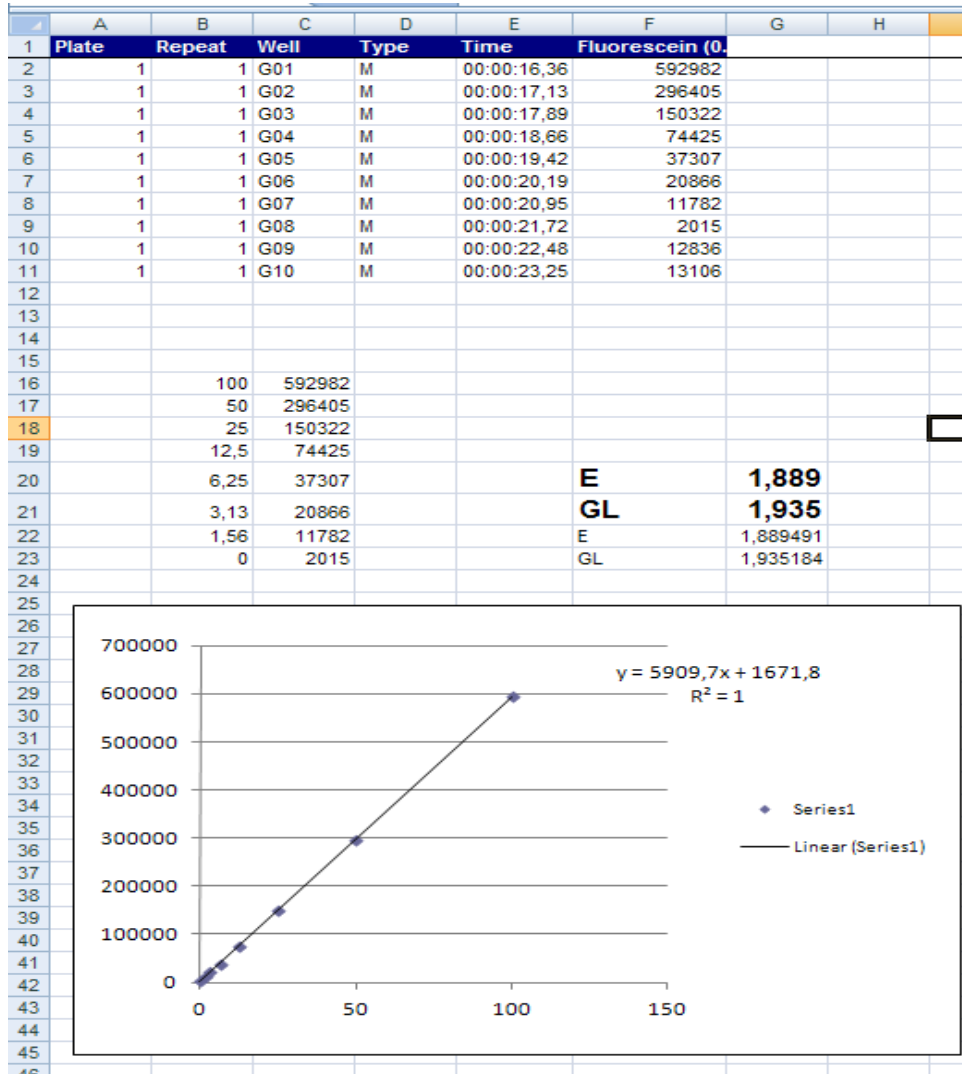 A B C D E F G H
1 Plate Repeat Well Type Time Fluorescein (0.
2 1 1 G01 M 00:00:16,36 592982
3 1 1 G02 M 00:00:17,13 296405
4 1 1 G03 M 00:00:17,89 150322
5 1 1 G04 M 00:00:18,66 74425
6 1 1 G05 M 00:00:19,42 37307
7 1 1 G06 M 00:00:20,19 20866
8 1 1 G07 M 00:00:20,95 11782
9 1 1 G08 M 00:00:21,72 2015
10 1 1 G09 M 00:00:22,48 12836
11 1 1 G10 M 00:00:23,25 13106
12
13
14
15
16 100 592982
17 50 296405
18 25 150322
19 12,5 74425
20 6,25 37307 E 1,889
21 3,13 20866 GL 1,935
22 1,56 11782 E 1,889491
23 0 2015 GL 1,935184
24
25
26
27 700000
28 y = 5909,7x + 1671,8
29 600000 R² = 1
30
31 500000
32
33 400000
34 Series1
35 300000
36 Linear (Series1)
37
38 200000
39
40 100000
41
42 0
43 0 50 100 150
44
45